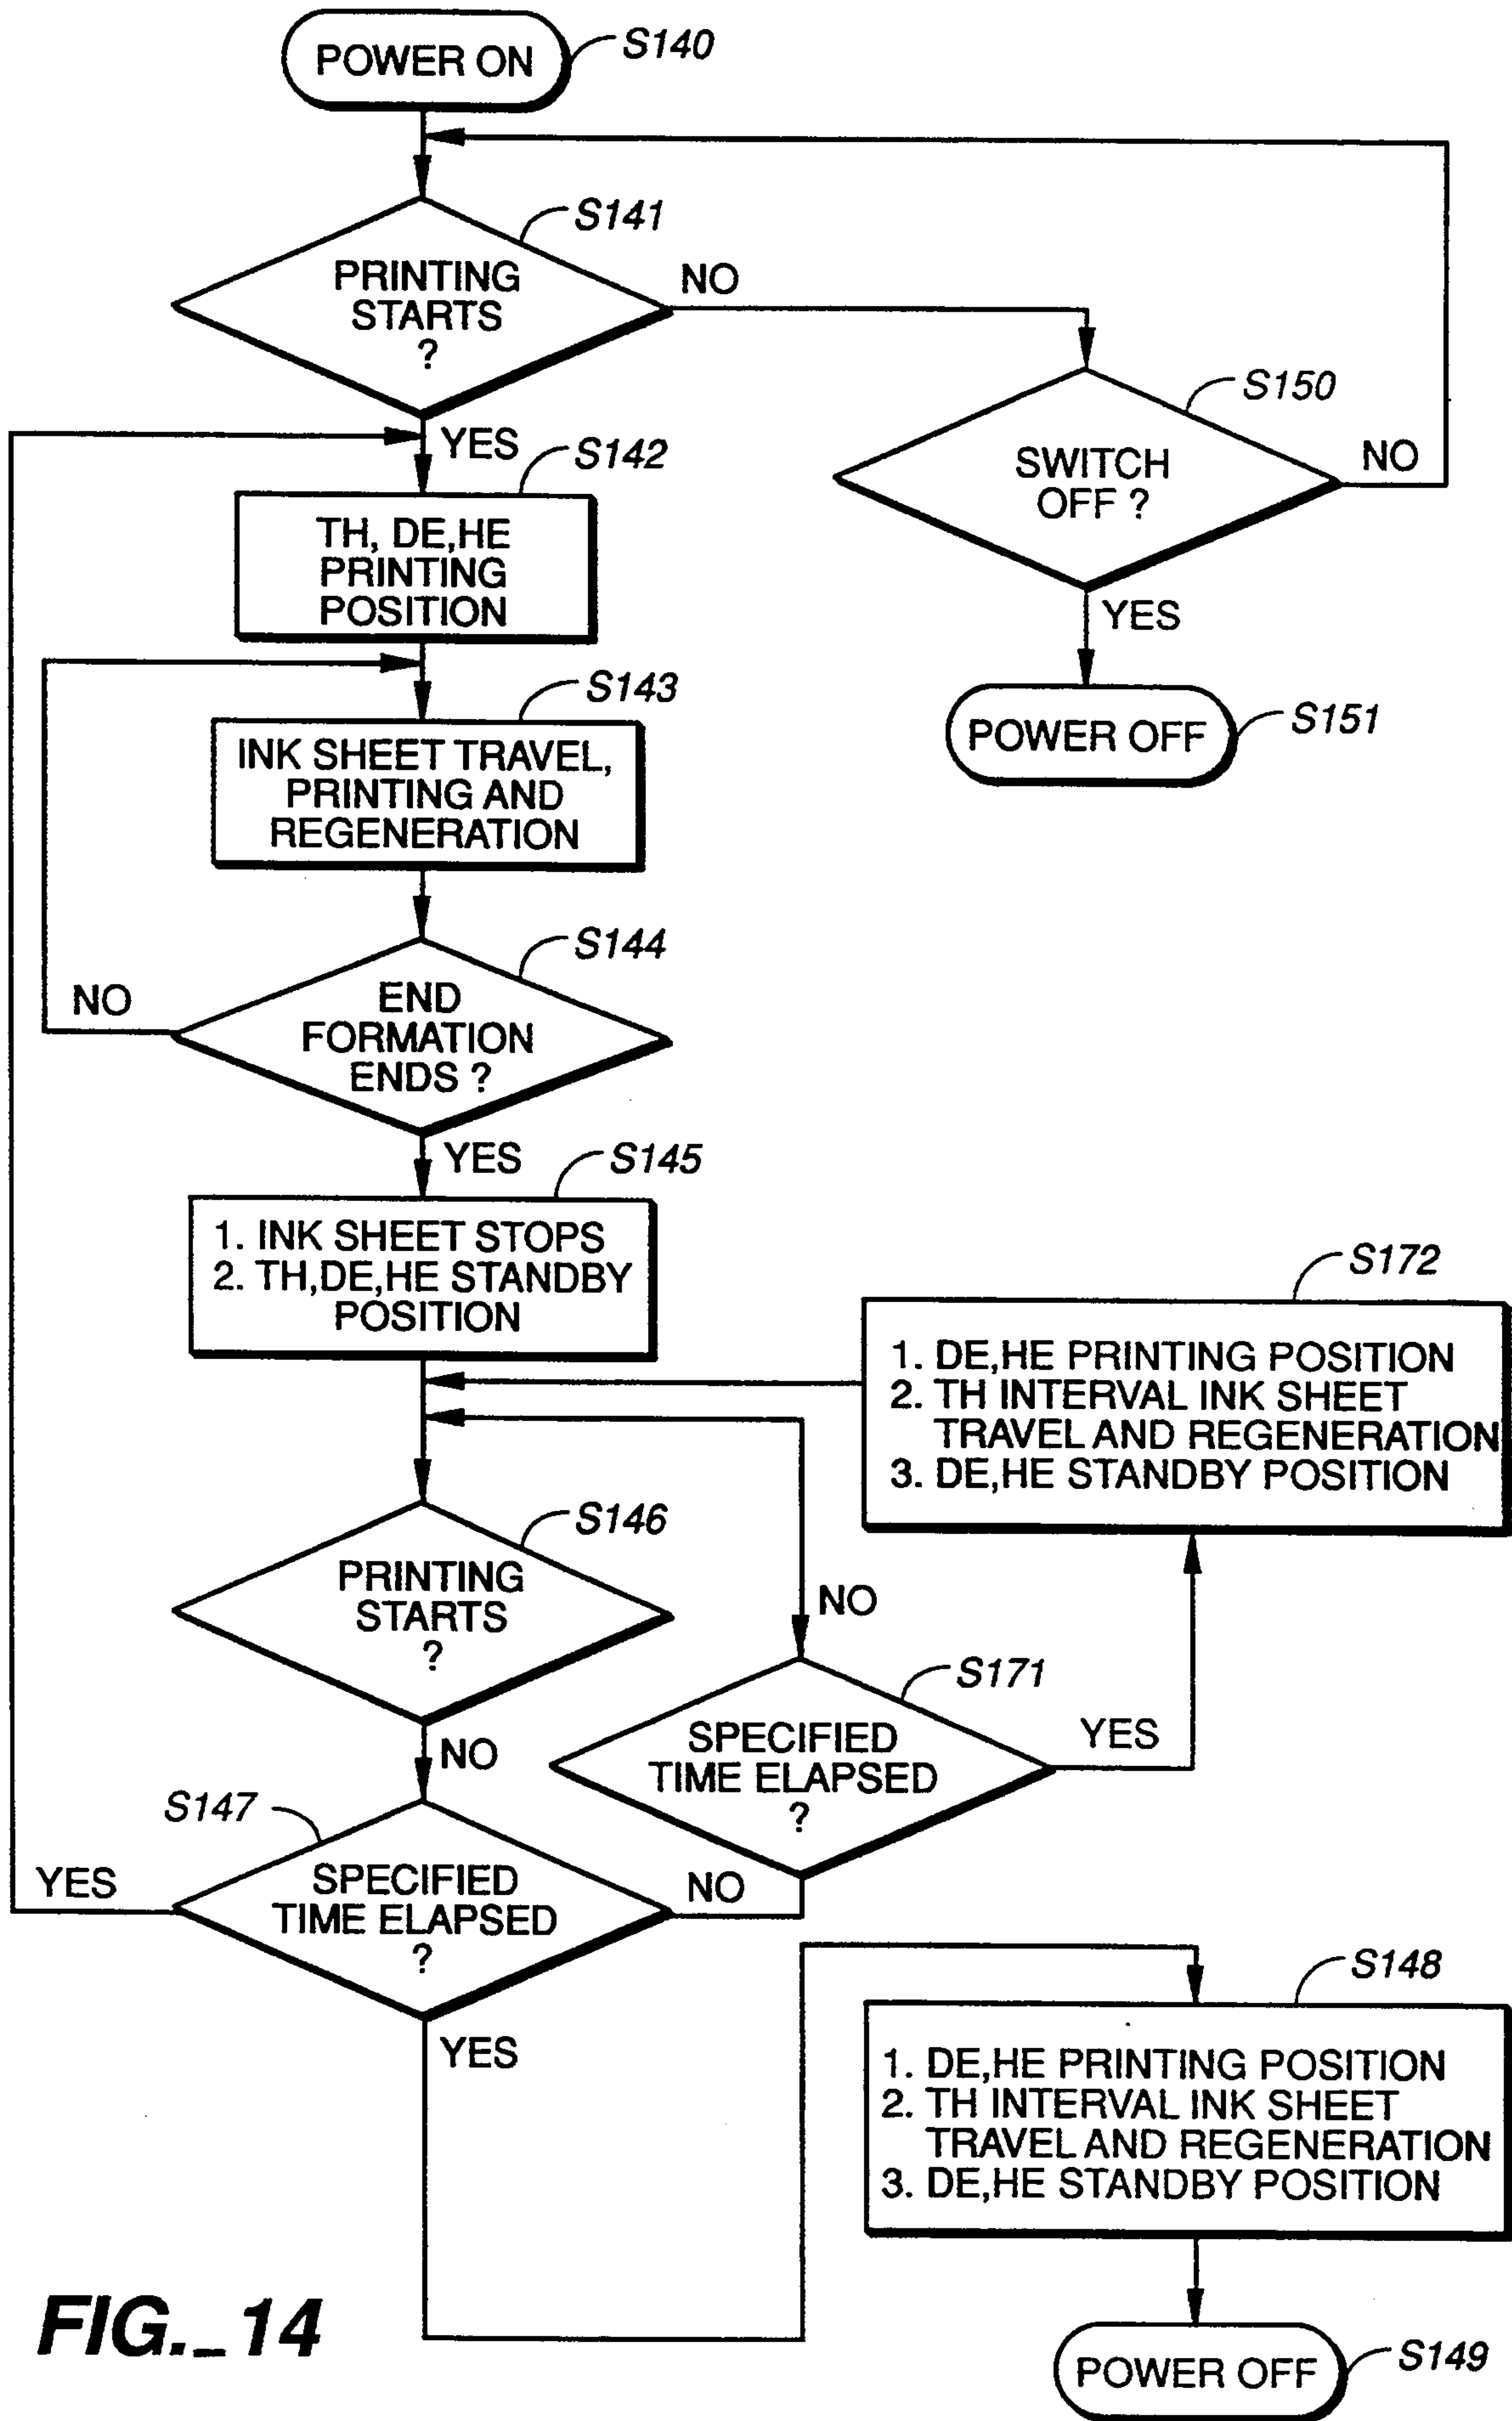 POWER ON
S140
S141
PRINTING
STARTS
?
NO
S150
SWITCH
OFF ?
NO
YES
POWER OFF
S151
YES
S142
TH, DE,HE
PRINTING
POSITION
S143
INK SHEET TRAVEL,
PRINTING AND
REGENERATION
S144
END
FORMATION
ENDS ?
NO
YES
S145
1. INK SHEET STOPS
2. TH,DE,HE STANDBY
POSITION
S172
1. DE,HE PRINTING POSITION
2. TH INTERVAL INK SHEET
TRAVEL AND REGENERATION
3. DE,HE STANDBY POSITION
S146
PRINTING
STARTS
?
NO
NO
S171
SPECIFIED
TIME ELAPSED
?
YES
S147
SPECIFIED
TIME ELAPSED
?
YES
NO
YES
S148
1. DE,HE PRINTING POSITION
2. TH INTERVAL INK SHEET
TRAVEL AND REGENERATION
3. DE,HE STANDBY POSITION
POWER OFF
S149
FIG._14